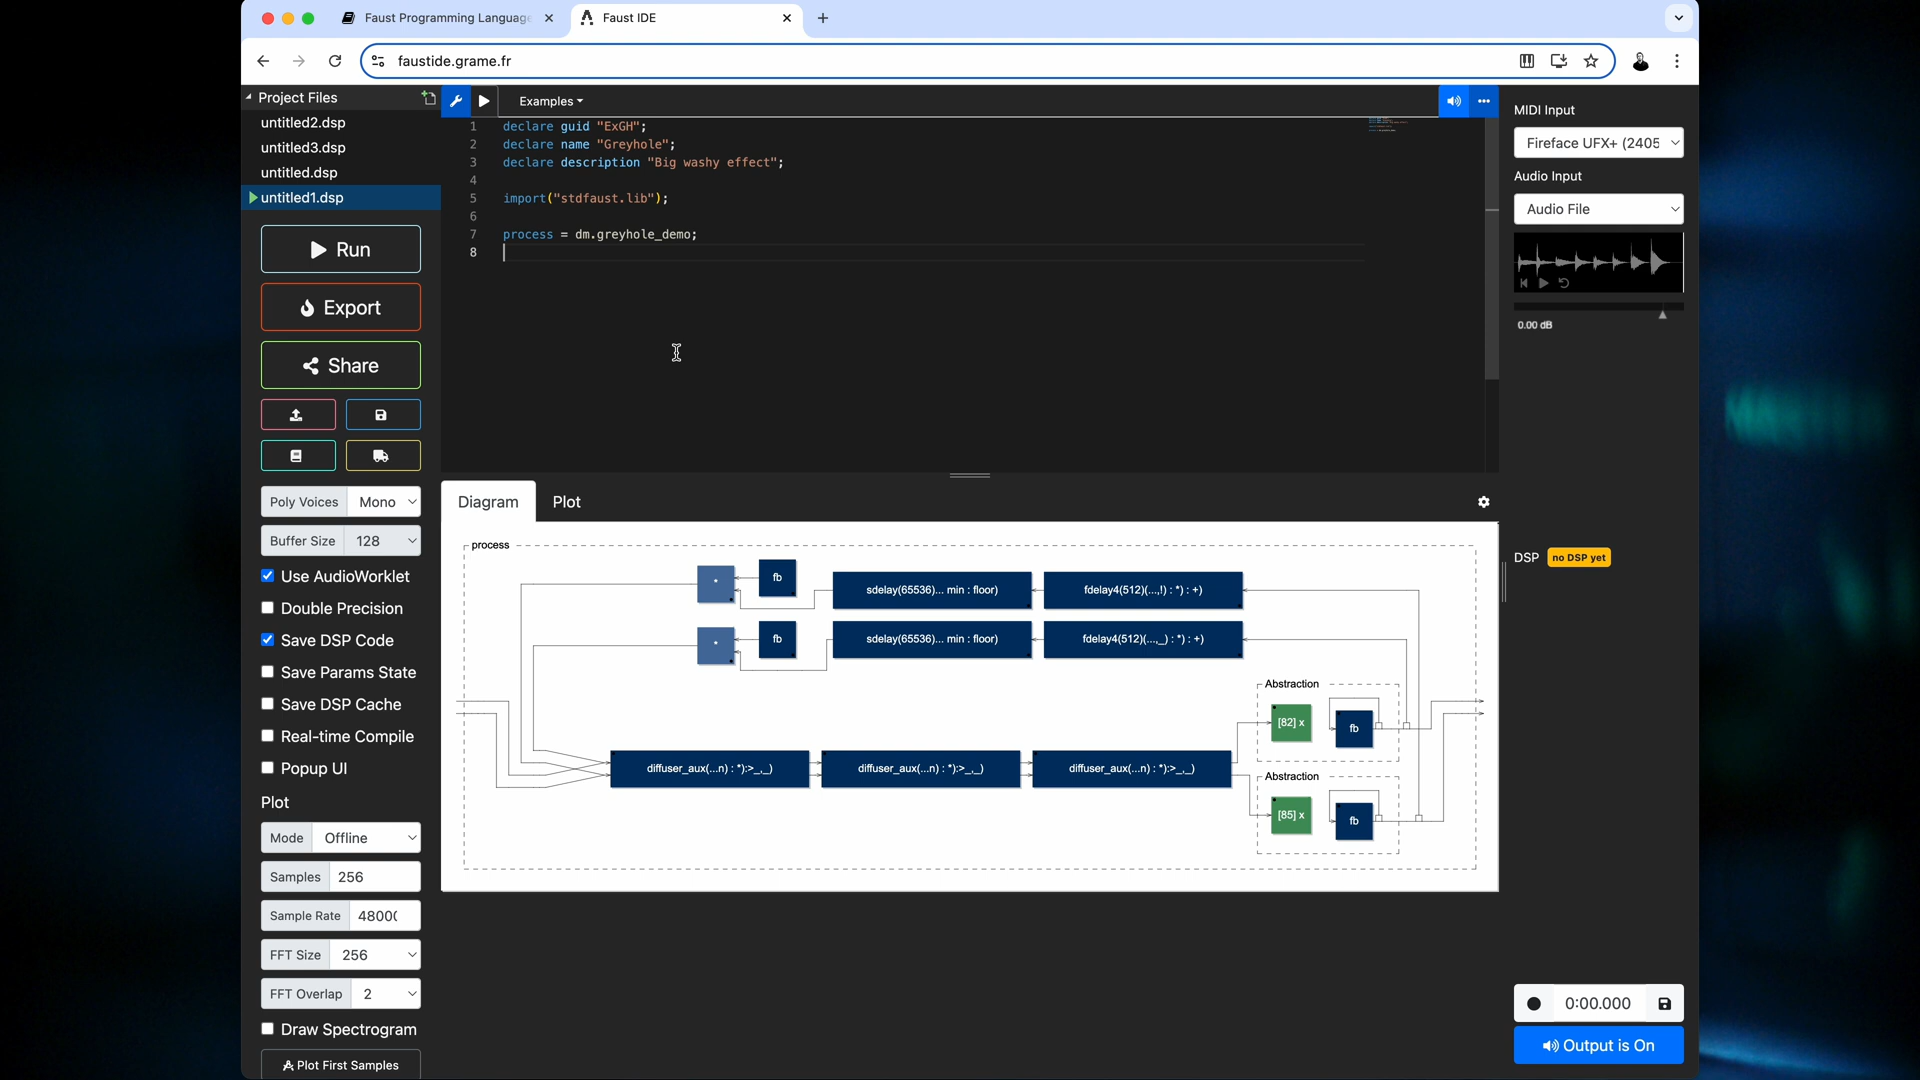 Faust Programming Language
Faust IDE
faustide.grame.fr
Project Files
untitled2.dsp
untitled3.dsp
untitled.dsp
untitled1.dsp
Run
Export
Share
Poly Voices Mono
Buffer Size 128
Use AudioWorklet
Double Precision
Save DSP Code
Save Params State
Save DSP Cache
Real-time Compile
Popup UI
Plot
Mode Offline
Samples 256
Sample Rate 4800
FFT Size 256
FFT Overlap 2
Draw Spectrogram
Plot First Samples
Examples
1 declare guid "ExGH";
2 declare name "Greyhole";
3 declare description "Big washy effect";
4
5 import("stdfaust.lib");
6
7 process = dm.greyhole_demo;
8
Diagram Plot
process
* fb sdelay(65536)... min : floor) fdelay4(512)(...,!) : *) : +)
* fb sdelay(65536)... min : floor) fdelay4(512)(...,_) : *) : +)
Abstraction
[82] x fb
diffuser_aux(...n) : *):>_,_) diffuser_aux(...n) : *):>_,_) diffuser_aux(...n) : *):>_,_)
Abstraction
[85] x fb
MIDI Input
Fireface UFX+ (2405
Audio Input
Audio File
0.00 dB
DSP no DSP yet
0:00.000
Output is On